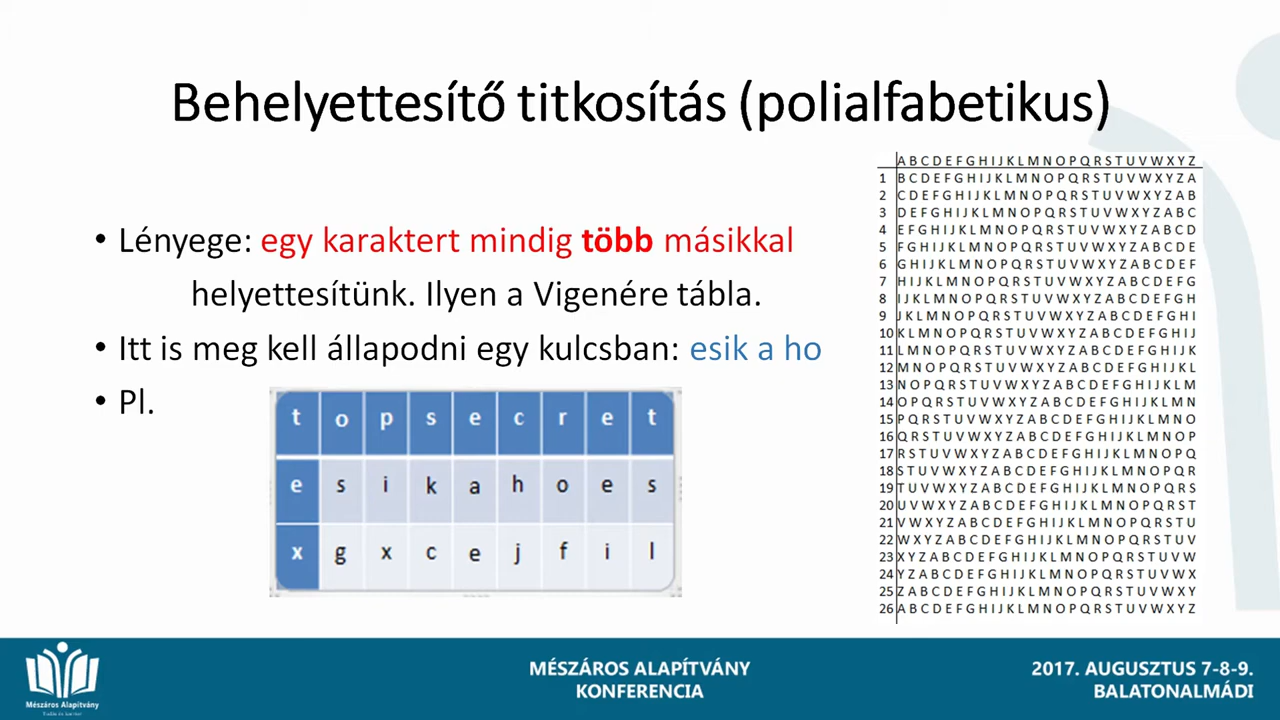 Behelyettesítő titkosítás (polialfabetikus)
• Lényege: egy karaktert mindig több másikkal
helyettesítünk. Ilyen a Vigenére tábla.
• Itt is meg kell állapodni egy kulcsban: esik a ho
• Pl.
t o p s e c r e t
e s i k a h o e s
x g x c e j f i l
A B C D E F G H I J K L M N O P Q R S T U V W X Y Z
1 B C D E F G H I J K L M N O P Q R S T U V W X Y Z A
2 C D E F G H I J K L M N O P Q R S T U V W X Y Z A B
3 D E F G H I J K L M N O P Q R S T U V W X Y Z A B C
4 E F G H I J K L M N O P Q R S T U V W X Y Z A B C D
5 F G H I J K L M N O P Q R S T U V W X Y Z A B C D E
6 G H I J K L M N O P Q R S T U V W X Y Z A B C D E F
7 H I J K L M N O P Q R S T U V W X Y Z A B C D E F G
8 I J K L M N O P Q R S T U V W X Y Z A B C D E F G H
9 J K L M N O P Q R S T U V W X Y Z A B C D E F G H I
10 K L M N O P Q R S T U V W X Y Z A B C D E F G H I J
11 L M N O P Q R S T U V W X Y Z A B C D E F G H I J K
12 M N O P Q R S T U V W X Y Z A B C D E F G H I J K L
13 N O P Q R S T U V W X Y Z A B C D E F G H I J K L M
14 O P Q R S T U V W X Y Z A B C D E F G H I J K L M N
15 P Q R S T U V W X Y Z A B C D E F G H I J K L M N O
16 Q R S T U V W X Y Z A B C D E F G H I J K L M N O P
17 R S T U V W X Y Z A B C D E F G H I J K L M N O P Q
18 S T U V W X Y Z A B C D E F G H I J K L M N O P Q R
19 T U V W X Y Z A B C D E F G H I J K L M N O P Q R S
20 U V W X Y Z A B C D E F G H I J K L M N O P Q R S T
21 V W X Y Z A B C D E F G H I J K L M N O P Q R S T U
22 W X Y Z A B C D E F G H I J K L M N O P Q R S T U V
23 X Y Z A B C D E F G H I J K L M N O P Q R S T U V W
24 Y Z A B C D E F G H I J K L M N O P Q R S T U V W X
25 Z A B C D E F G H I J K L M N O P Q R S T U V W X Y
26 A B C D E F G H I J K L M N O P Q R S T U V W X Y Z
Mészáros Alapítvány
MÉSZÁROS ALAPÍTVÁNY
KONFERENCIA
2017. AUGUSZTUS 7-8-9.
BALATONALMÁDI